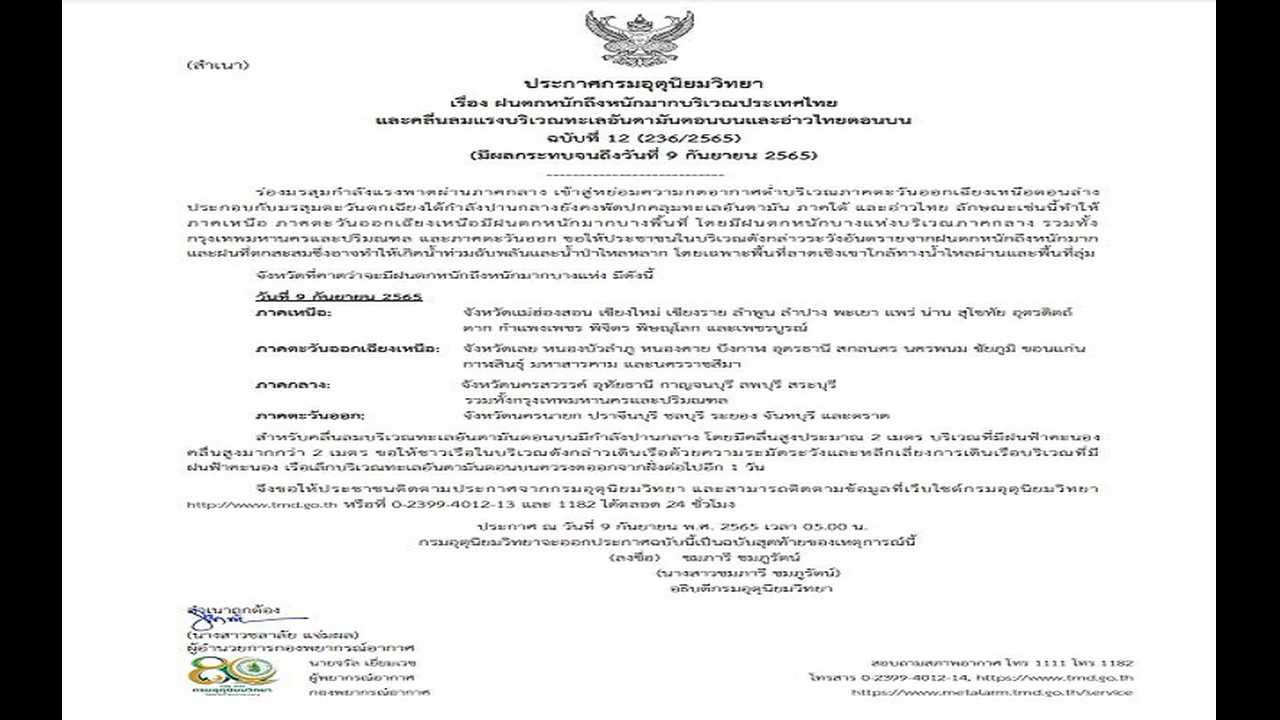 (สำเนา)
ประกาศกรมอุตุนิยมวิทยา
เรื่อง ฝนตกหนักถึงหนักมากบริเวณประเทศไทย
และคลื่นลมแรงบริเวณทะเลอันดามันตอนบนและอ่าวไทยตอนบน
ฉบับที่ 12 (236/2565)
(มีผลกระทบจนถึงวันที่ 9 กันยายน 2565)
---------------------------
ร่องมรสุมกำลังแรงพาดผ่านภาคกลาง เข้าสู่หย่อมความกดอากาศต่ำบริเวณภาคตะวันออกเฉียงเหนือตอนล่าง
ประกอบกับมรสุมตะวันตกเฉียงใต้กำลังปานกลางยังคงพัดปกคลุมทะเลอันดามัน ภาคใต้ และอ่าวไทย ลักษณะเช่นนี้ทำให้
ภาคเหนือ ภาคตะวันออกเฉียงเหนือมีฝนตกหนักมากบางพื้นที่ โดยมีฝนตกหนักบางแห่งบริเวณภาคกลาง รวมทั้ง
กรุงเทพมหานครและปริมณฑล และภาคตะวันออก ขอให้ประชาชนในบริเวณดังกล่าวระวังอันตรายจากฝนตกหนักถึงหนักมาก
และฝนที่ตกสะสมซึ่งอาจทำให้เกิดน้ำท่วมฉับพลันและน้ำป่าไหลหลาก โดยเฉพาะพื้นที่ลาดเชิงเขาใกล้ทางน้ำไหลผ่านและพื้นที่ลุ่ม
จังหวัดที่คาดว่าจะมีฝนตกหนักถึงหนักมากบางแห่ง มีดังนี้
วันที่ 9 กันยายน 2565
ภาคเหนือ: จังหวัดแม่ฮ่องสอน เชียงใหม่ เชียงราย ลำพูน ลำปาง พะเยา แพร่ น่าน สุโขทัย อุตรดิตถ์
ตาก กำแพงเพชร พิจิตร พิษณุโลก และเพชรบูรณ์
ภาคตะวันออกเฉียงเหนือ: จังหวัดเลย หนองบัวลำภู หนองคาย บึงกาฬ อุดรธานี สกลนคร นครพนม ชัยภูมิ ขอนแก่น
กาฬสินธุ์ มหาสารคาม และนครราชสีมา
ภาคกลาง: จังหวัดนครสวรรค์ อุทัยธานี กาญจนบุรี ลพบุรี สระบุรี
รวมทั้งกรุงเทพมหานครและปริมณฑล
ภาคตะวันออก: จังหวัดนครนายก ปราจีนบุรี ชลบุรี ระยอง จันทบุรี และตราด
สำหรับคลื่นลมบริเวณทะเลอันดามันตอนบนมีกำลังปานกลาง โดยมีคลื่นสูงประมาณ 2 เมตร บริเวณที่มีฝนฟ้าคะนอง
คลื่นสูงมากกว่า 2 เมตร ขอให้ชาวเรือในบริเวณดังกล่าวเดินเรือด้วยความระมัดระวังและหลีกเลี่ยงการเดินเรือบริเวณที่มี
ฝนฟ้าคะนอง เรือเล็กบริเวณทะเลอันดามันตอนบนควรงดออกจากฝั่งต่อไปอีก 1 วัน
จึงขอให้ประชาชนติดตามประกาศจากกรมอุตุนิยมวิทยา และสามารถติดตามข้อมูลที่เว็บไซต์กรมอุตุนิยมวิทยา
http://www.tmd.go.th หรือที่ 0-2399-4012-13 และ 1182 ได้ตลอด 24 ชั่วโมง
ประกาศ ณ วันที่ 9 กันยายน พ.ศ. 2565 เวลา 05.00 น.
กรมอุตุนิยมวิทยาจะออกประกาศฉบับนี้เป็นฉบับสุดท้ายของเหตุการณ์นี้
(ลงชื่อ) ชมภารี ชมภูรัตน์
(นางสาวชมภารี ชมภูรัตน์)
อธิบดีกรมอุตุนิยมวิทยา
สำเนาถูกต้อง
(นางสาวชลาลัย แจ่มผล)
ผู้อำนวยการกองพยากรณ์อากาศ
นายจรัล เยี่ยมเวช
ผู้พยากรณ์อากาศ
กองพยากรณ์อากาศ
กรมอุตุนิยมวิทยา
สอบถามสภาพอากาศ โทร 1111 โทร 1182
โทรสาร 0-2399-4012-14, https://www.tmd.go.th
https://www.metalarm.tmd.go.th/service